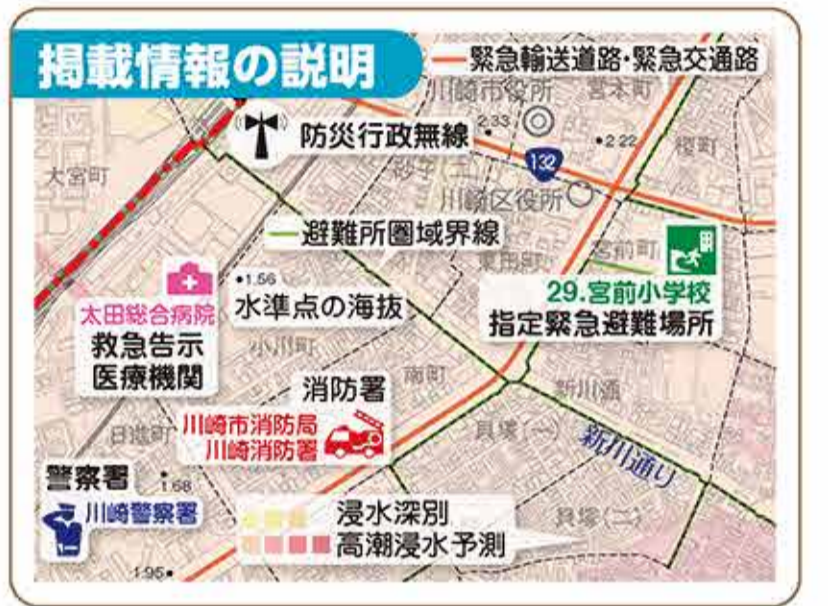 掲載情報の説明
緊急輸送道路・緊急交通路
川崎市役所
宮本町
防災行政無線
2.33
•2.22
榎町
132
大宮町
砂子(二)
川崎区役所
避難所圏域界線
東田町
宮前町
•1.56
水準点の海抜
29.宮前小学校
指定緊急避難場所
太田総合病院
救急告示
医療機関
小川町
消防署
南町
新川通
川崎市消防局
川崎消防署
日進町
貝塚(一)
新川通り
警察署
1.68
川崎警察署
浸水深別
高潮浸水予測
貝塚(二)
1.95•